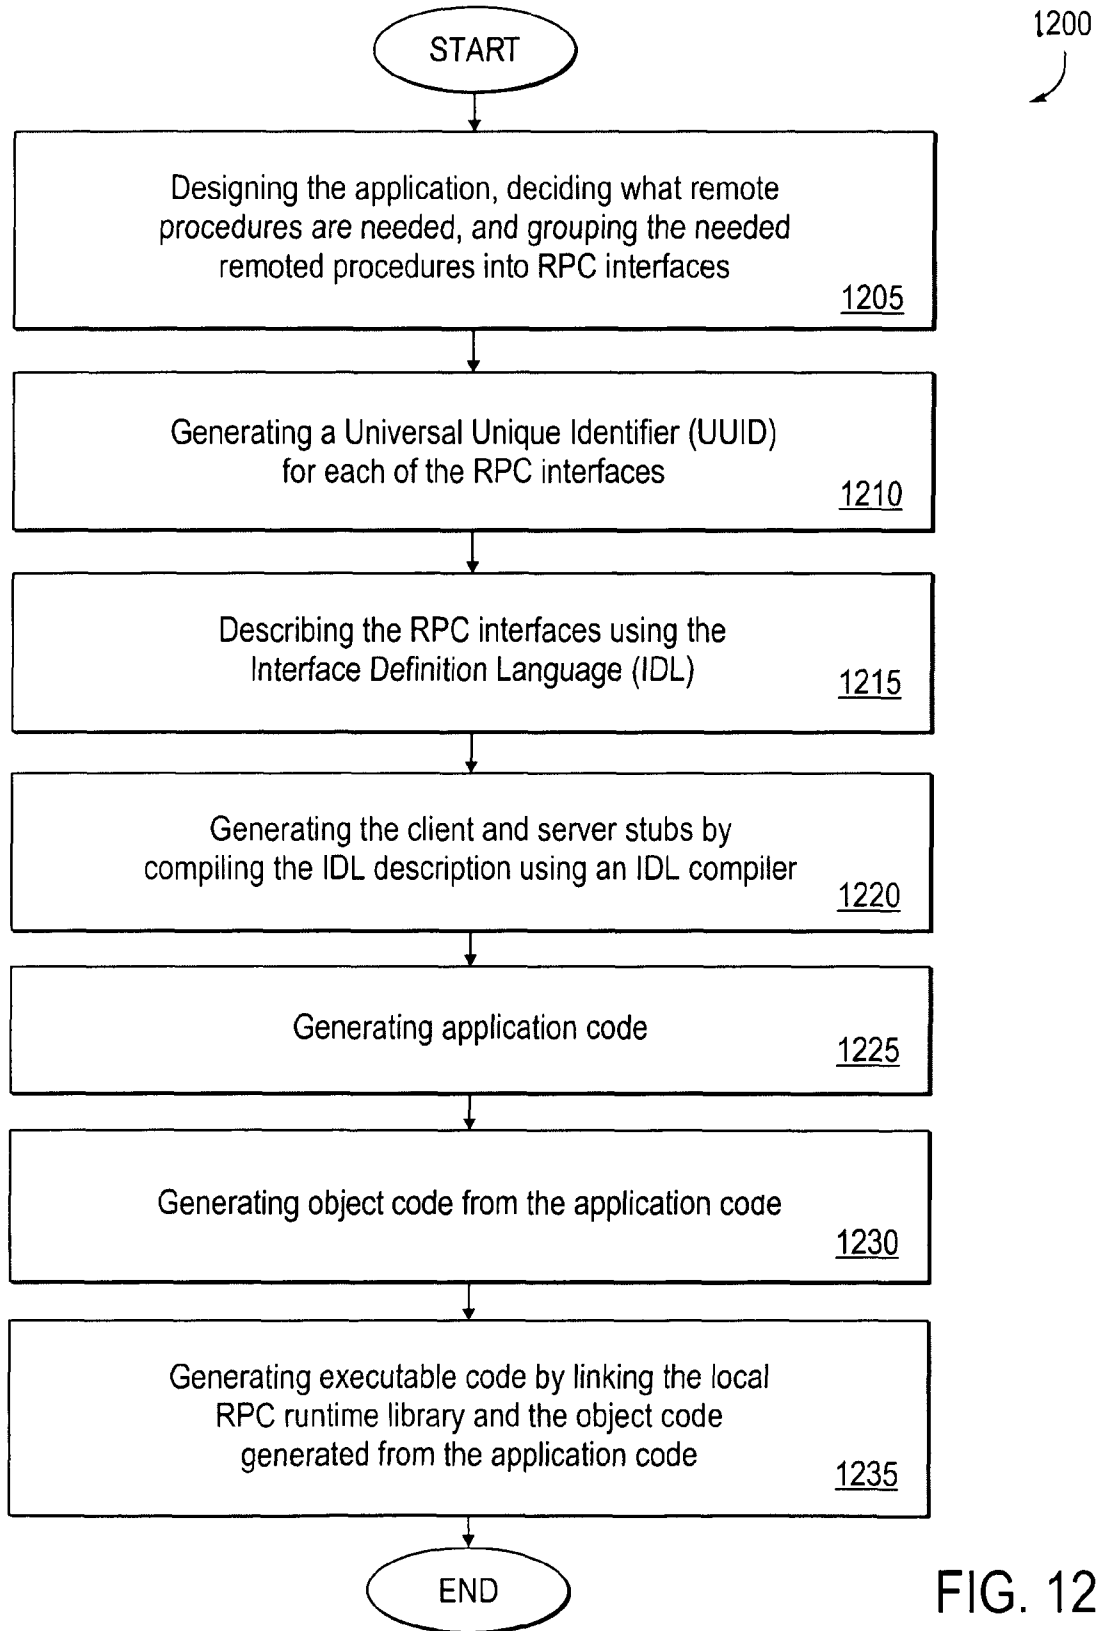 1200
START
Designing the application, deciding what remote
procedures are needed, and grouping the needed
remoted procedures into RPC interfaces
1205
Generating a Universal Unique Identifier (UUID)
for each of the RPC interfaces
1210
Describing the RPC interfaces using the
Interface Definition Language (IDL)
1215
Generating the client and server stubs by
compiling the IDL description using an IDL compiler
1220
Generating application code
1225
Generating object code from the application code
1230
Generating executable code by linking the local
RPC runtime library and the object code
generated from the application code
1235
END
FIG. 12